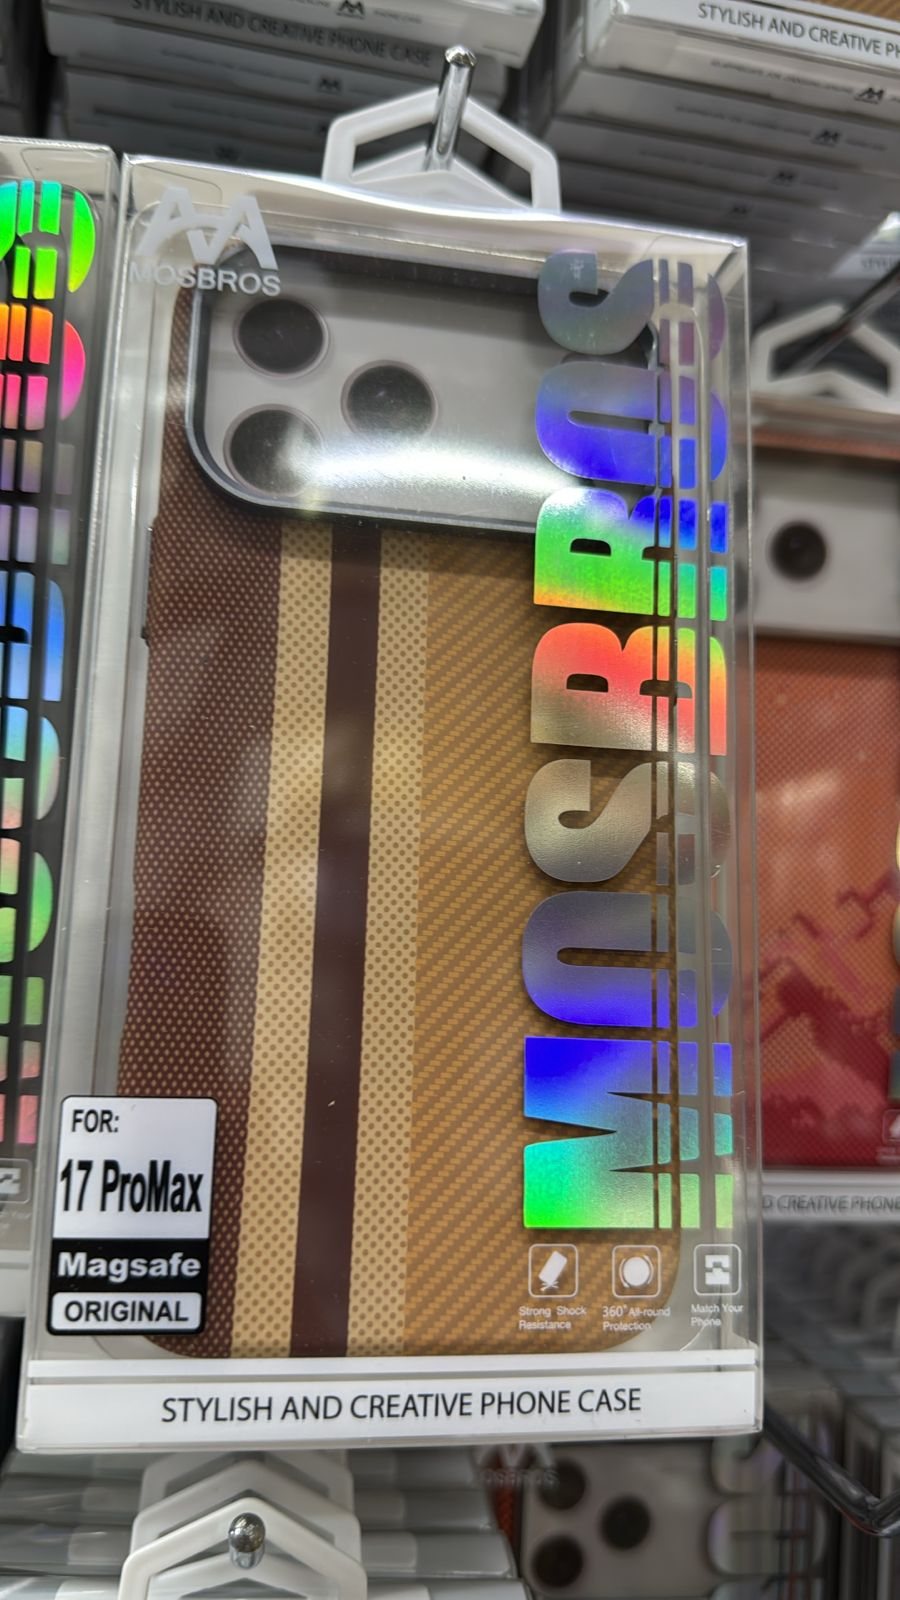 STYLISH AND CREATIVE PHONE CASE
STYLISH AND CREATIVE PH
MOSBROS
MOSBROS
FOR:
17 ProMax
Magsafe
ORIGINAL
Strong Shock
Resistance
360° All-round
Protection
Match Your
Phone
STYLISH AND CREATIVE PHONE CASE
D CREATIVE PHONE
MOSBROS